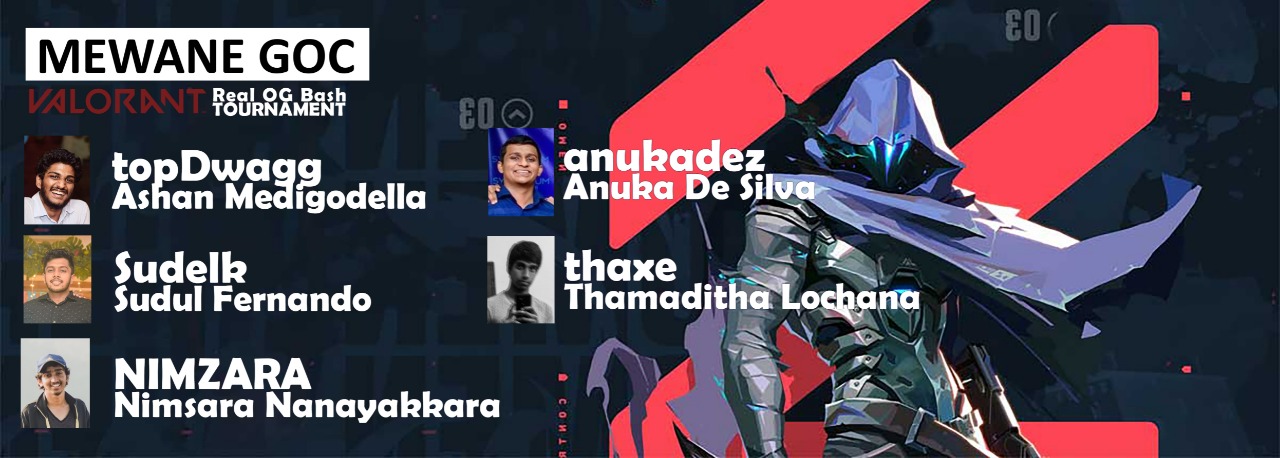 MEWANE GOC
VALORANT Real OG Bash
TOURNAMENT
topDwagg
Ashan Medigodella
Sudelk
Sudul Fernando
NIMZARA
Nimsara Nanayakkara
anukadez
Anuka De Silva
thaxe
Thamaditha Lochana